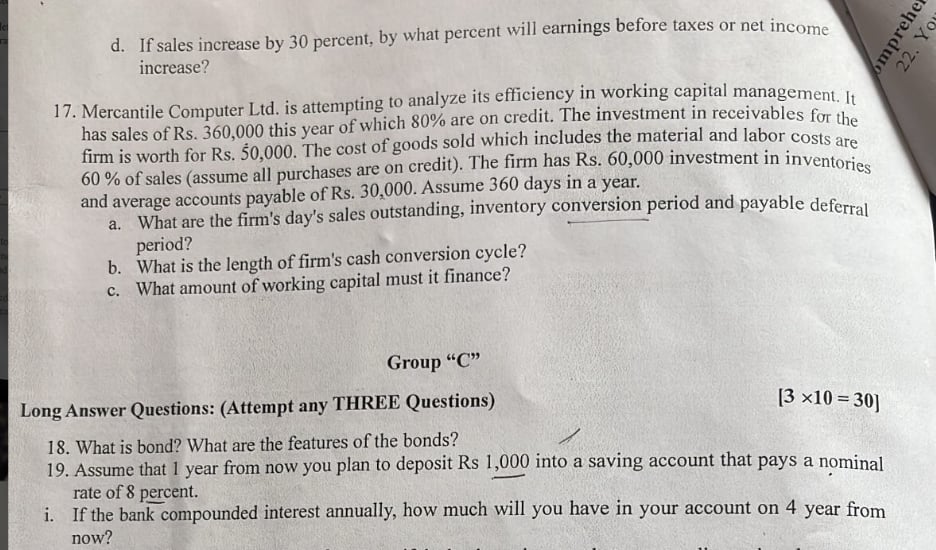 d. If sales increase by 30 percent, by what percent will earnings before taxes or net income
increase?
omprehe
22. Yo
17. Mercantile Computer Ltd. is attempting to analyze its efficiency in working capital management. It
has sales of Rs. 360,000 this year of which 80% are on credit. The investment in receivables for the
firm is worth for Rs. 50,000. The cost of goods sold which includes the material and labor costs are
60 % of sales (assume all purchases are on credit). The firm has Rs. 60,000 investment in inventories
and average accounts payable of Rs. 30,000. Assume 360 days in a year.
a. What are the firm's day's sales outstanding, inventory conversion period and payable deferral
period?
b. What is the length of firm's cash conversion cycle?
c. What amount of working capital must it finance?
Group “C”
Long Answer Questions: (Attempt any THREE Questions) [3 ×10 = 30]
18. What is bond? What are the features of the bonds?
19. Assume that 1 year from now you plan to deposit Rs 1,000 into a saving account that pays a nominal
rate of 8 percent.
i. If the bank compounded interest annually, how much will you have in your account on 4 year from
now?